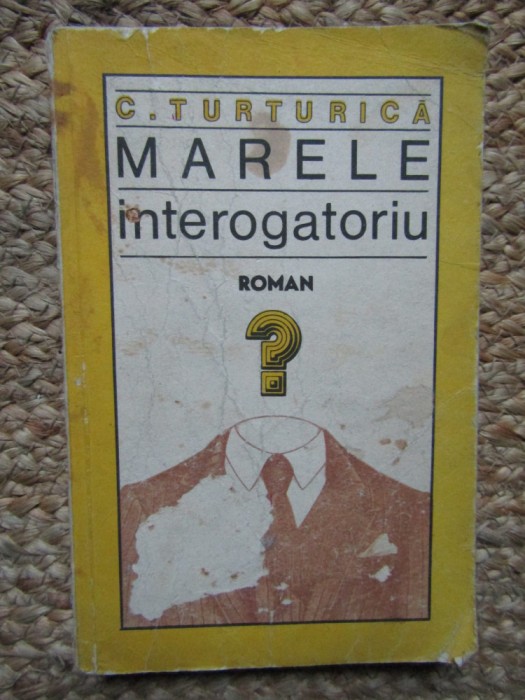 C. TURTURICĂ
MARELE
interogatoriu
ROMAN
?